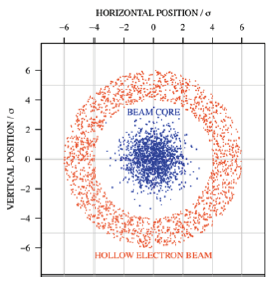 HORIZONTAL POSITION / σ
−6 −4 −2 0 2 4 6
VERTICAL POSITION / σ
6
4
2
0
−2
−4
−6
BEAM CORE
HOLLOW ELECTRON BEAM